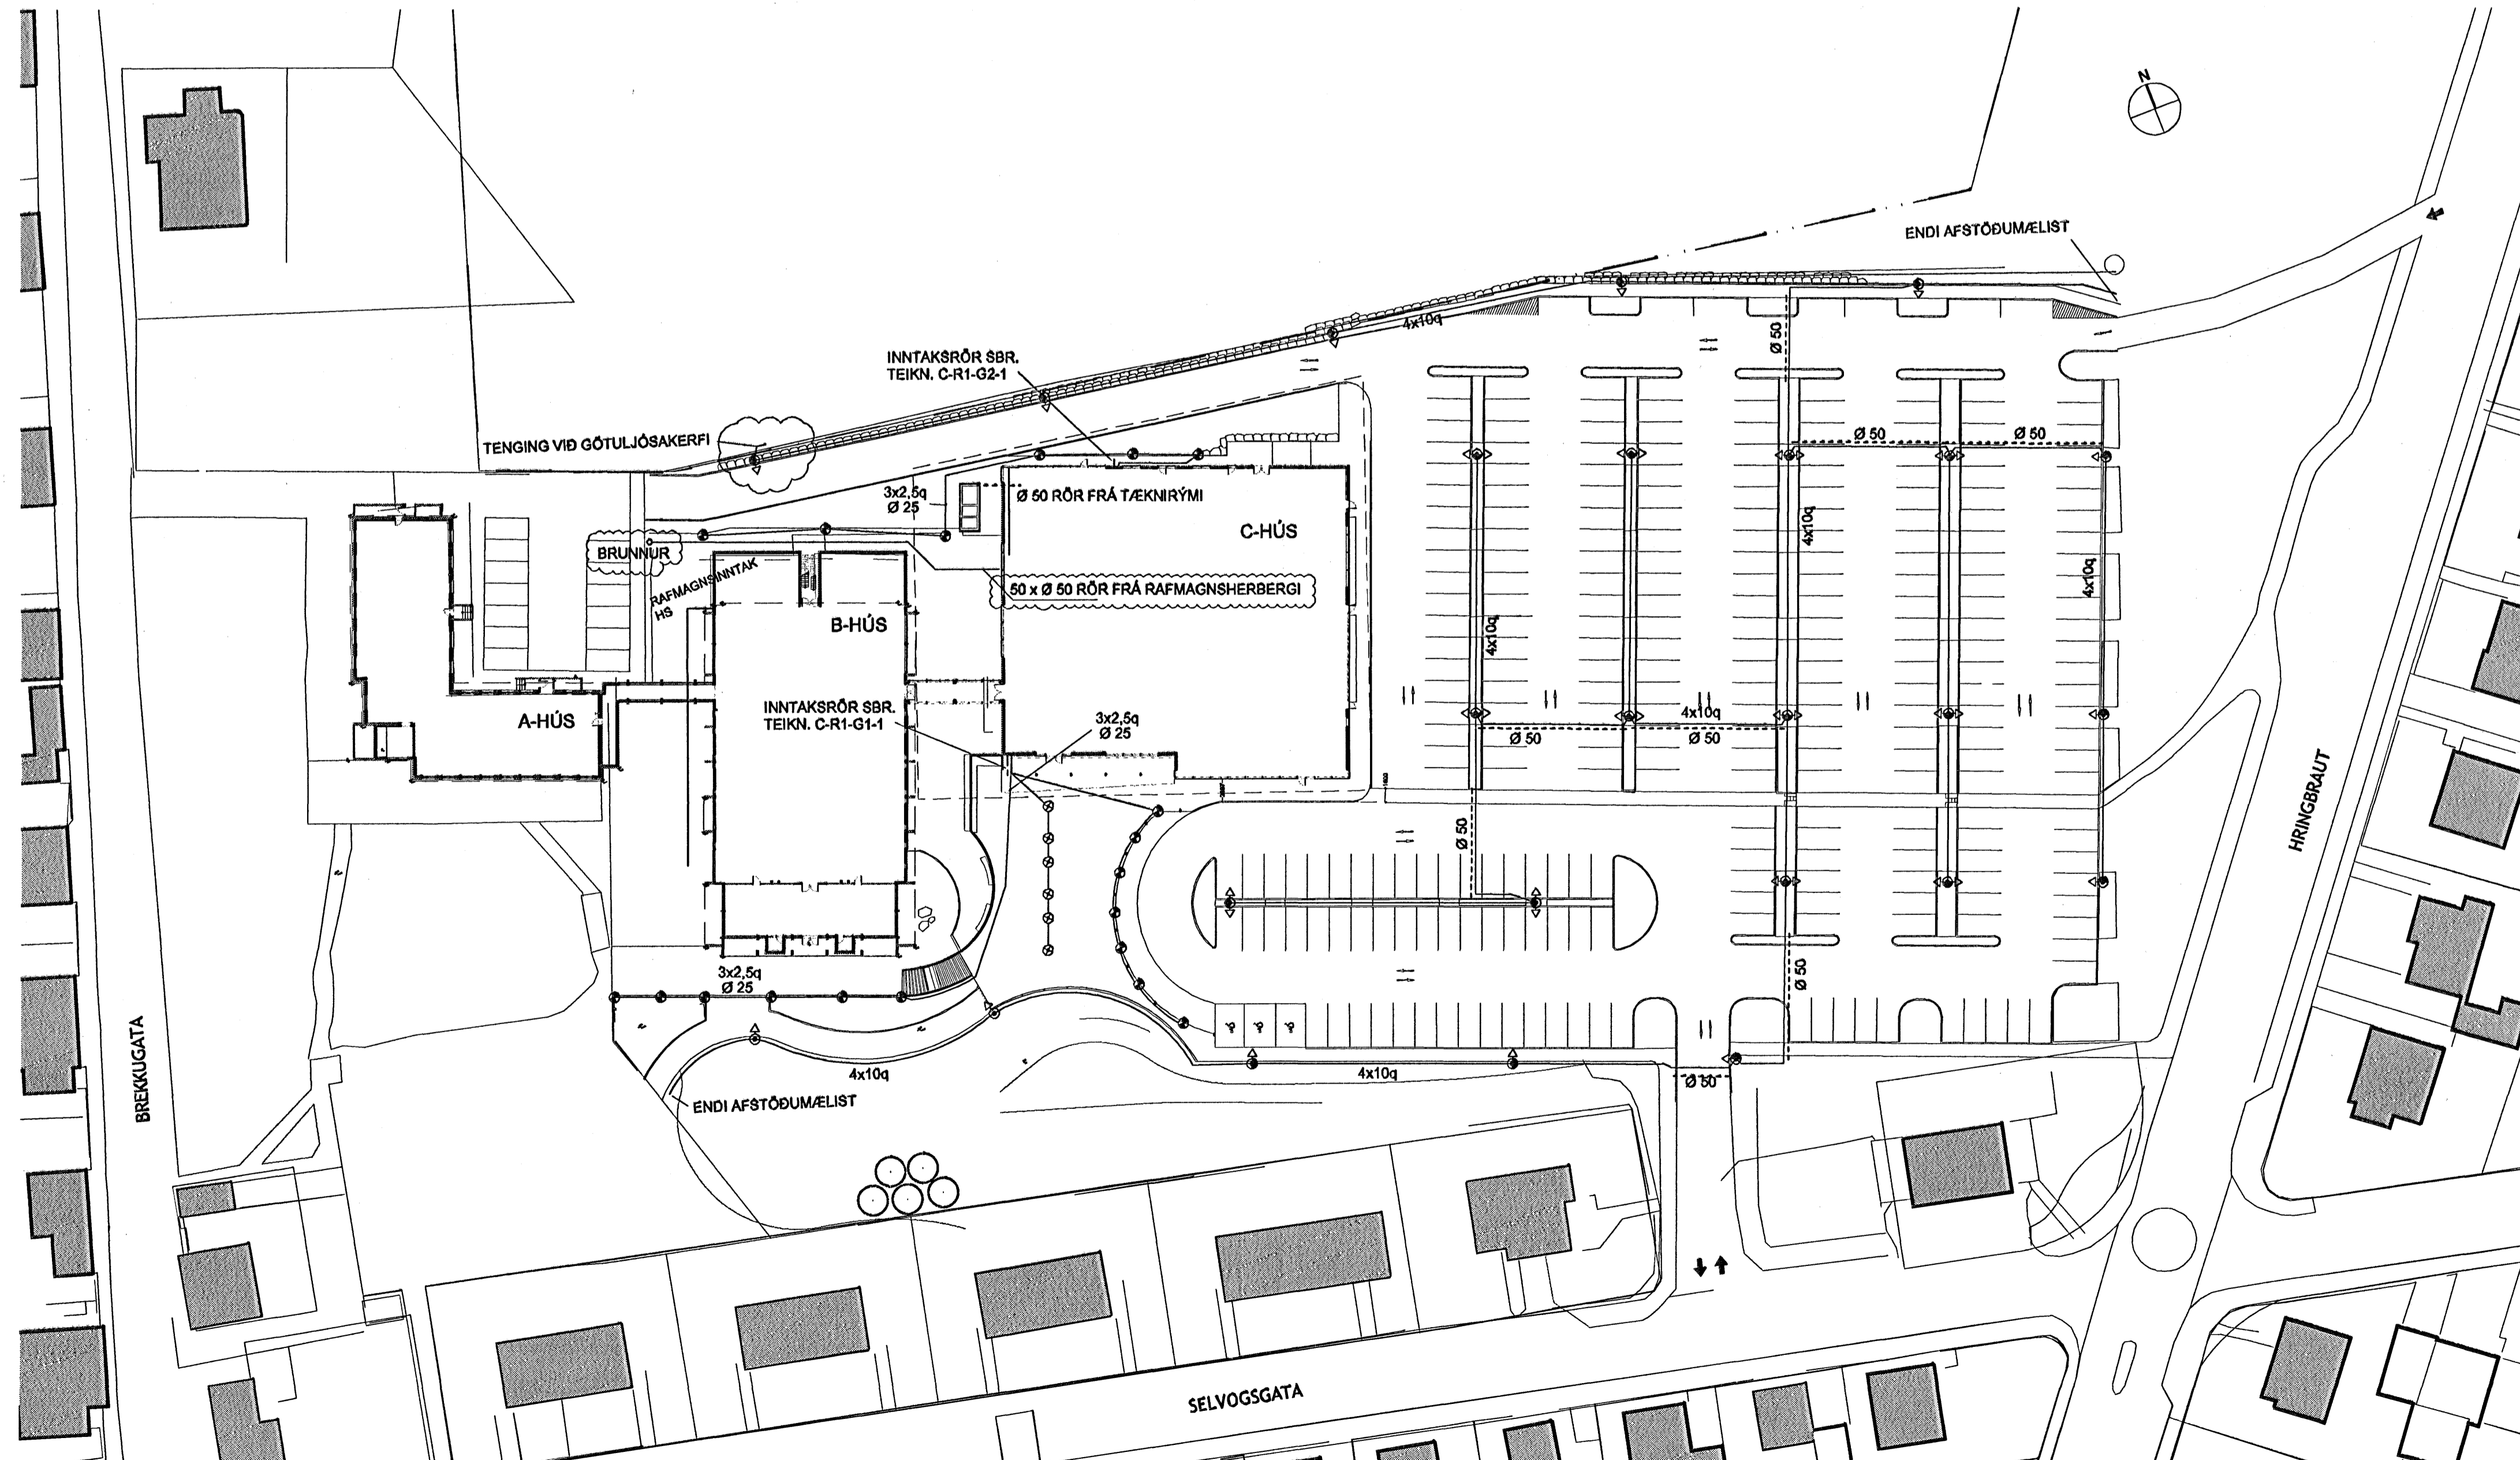 N
ENDI AFSTÖÐUMÆLIST
4x10q
Ø 50
INNTAKSRÖR SBR.
TEIKN. C-R1-G2-1
TENGING VIÐ GÖTULJÓSAKERFI
Ø 50
Ø 50
3x2,5q
Ø 25
Ø 50 RÖR FRÁ TÆKNIRÝMI
C-HÚS
4x10q
BRUNNUR
RAFMAGNSINNTAK
HS
50 x Ø 50 RÖR FRÁ RAFMAGNSHERBERGI
4x10q
B-HÚS
4x10q
INNTAKSRÖR SBR.
TEIKN. C-R1-G1-1
A-HÚS
3x2,5q
Ø 25
4x10q
Ø 50
Ø 50
HRINGBRAUT
Ø 50
3x2,5q
Ø 25
Ø 50
BREKKUGATA
4x10q
4x10q
Ø 50
ENDI AFSTÖÐUMÆLIST
SELVOGSGATA